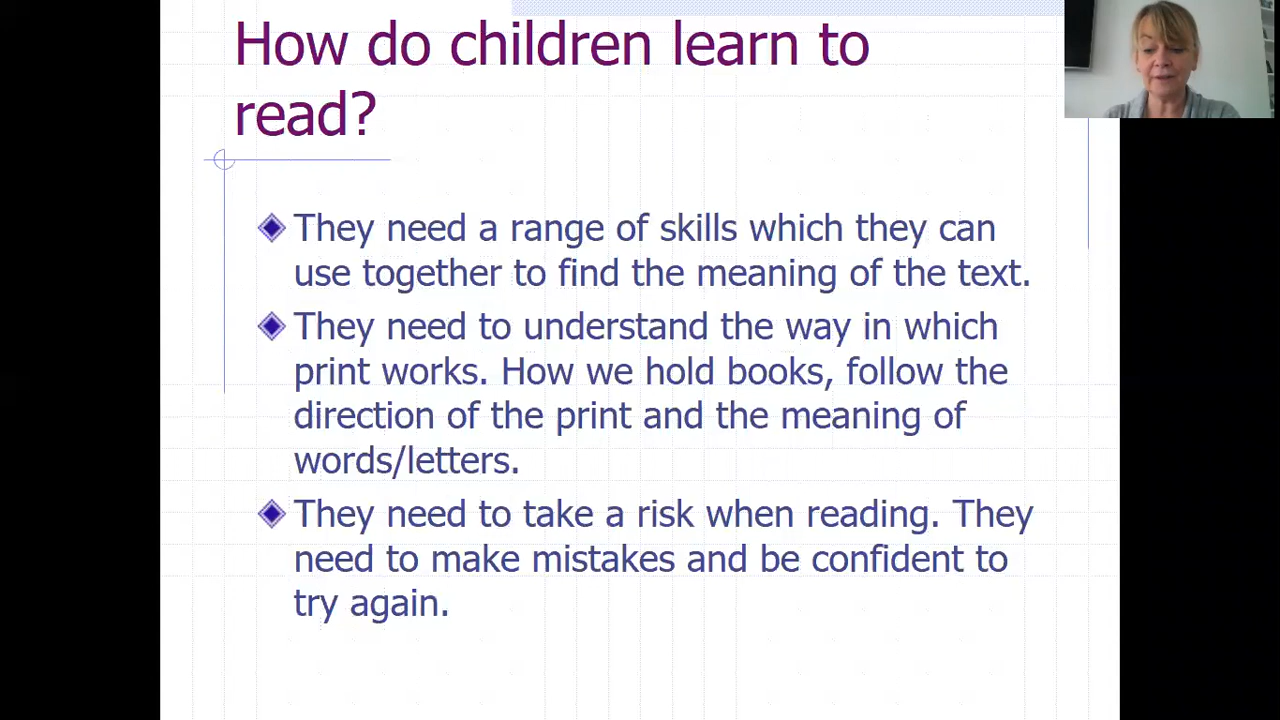 How do children learn to
read?
They need a range of skills which they can
use together to find the meaning of the text.
They need to understand the way in which
print works. How we hold books, follow the
direction of the print and the meaning of
words/letters.
They need to take a risk when reading. They
need to make mistakes and be confident to
try again.